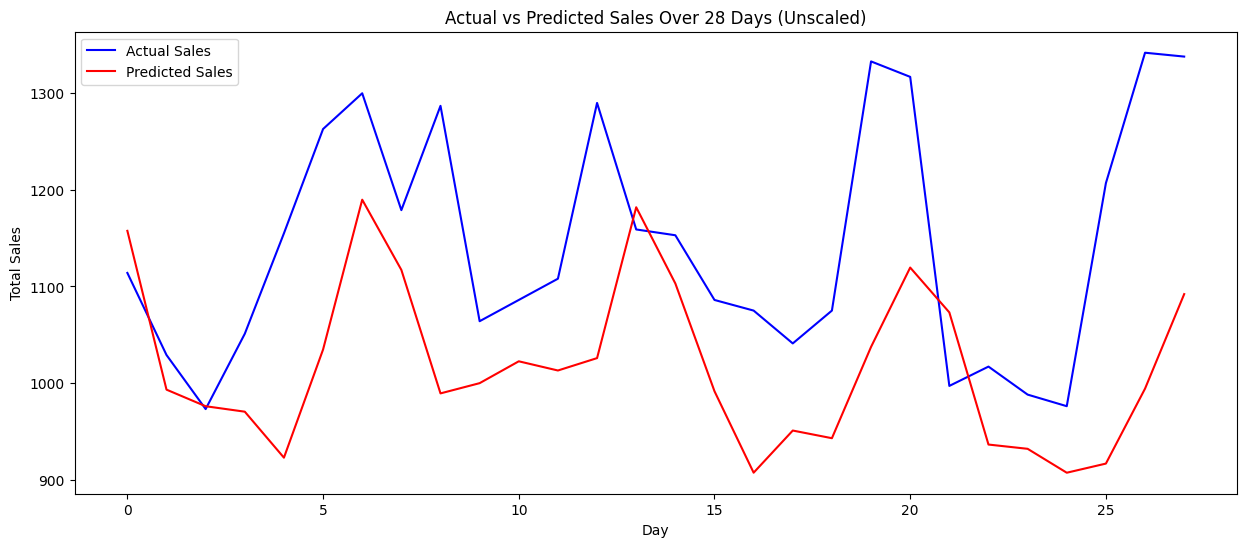 Actual vs Predicted Sales Over 28 Days (Unscaled)
Actual Sales
Predicted Sales
Total Sales
1300
1200
1100
1000
900
0 5 10 15 20 25
Day